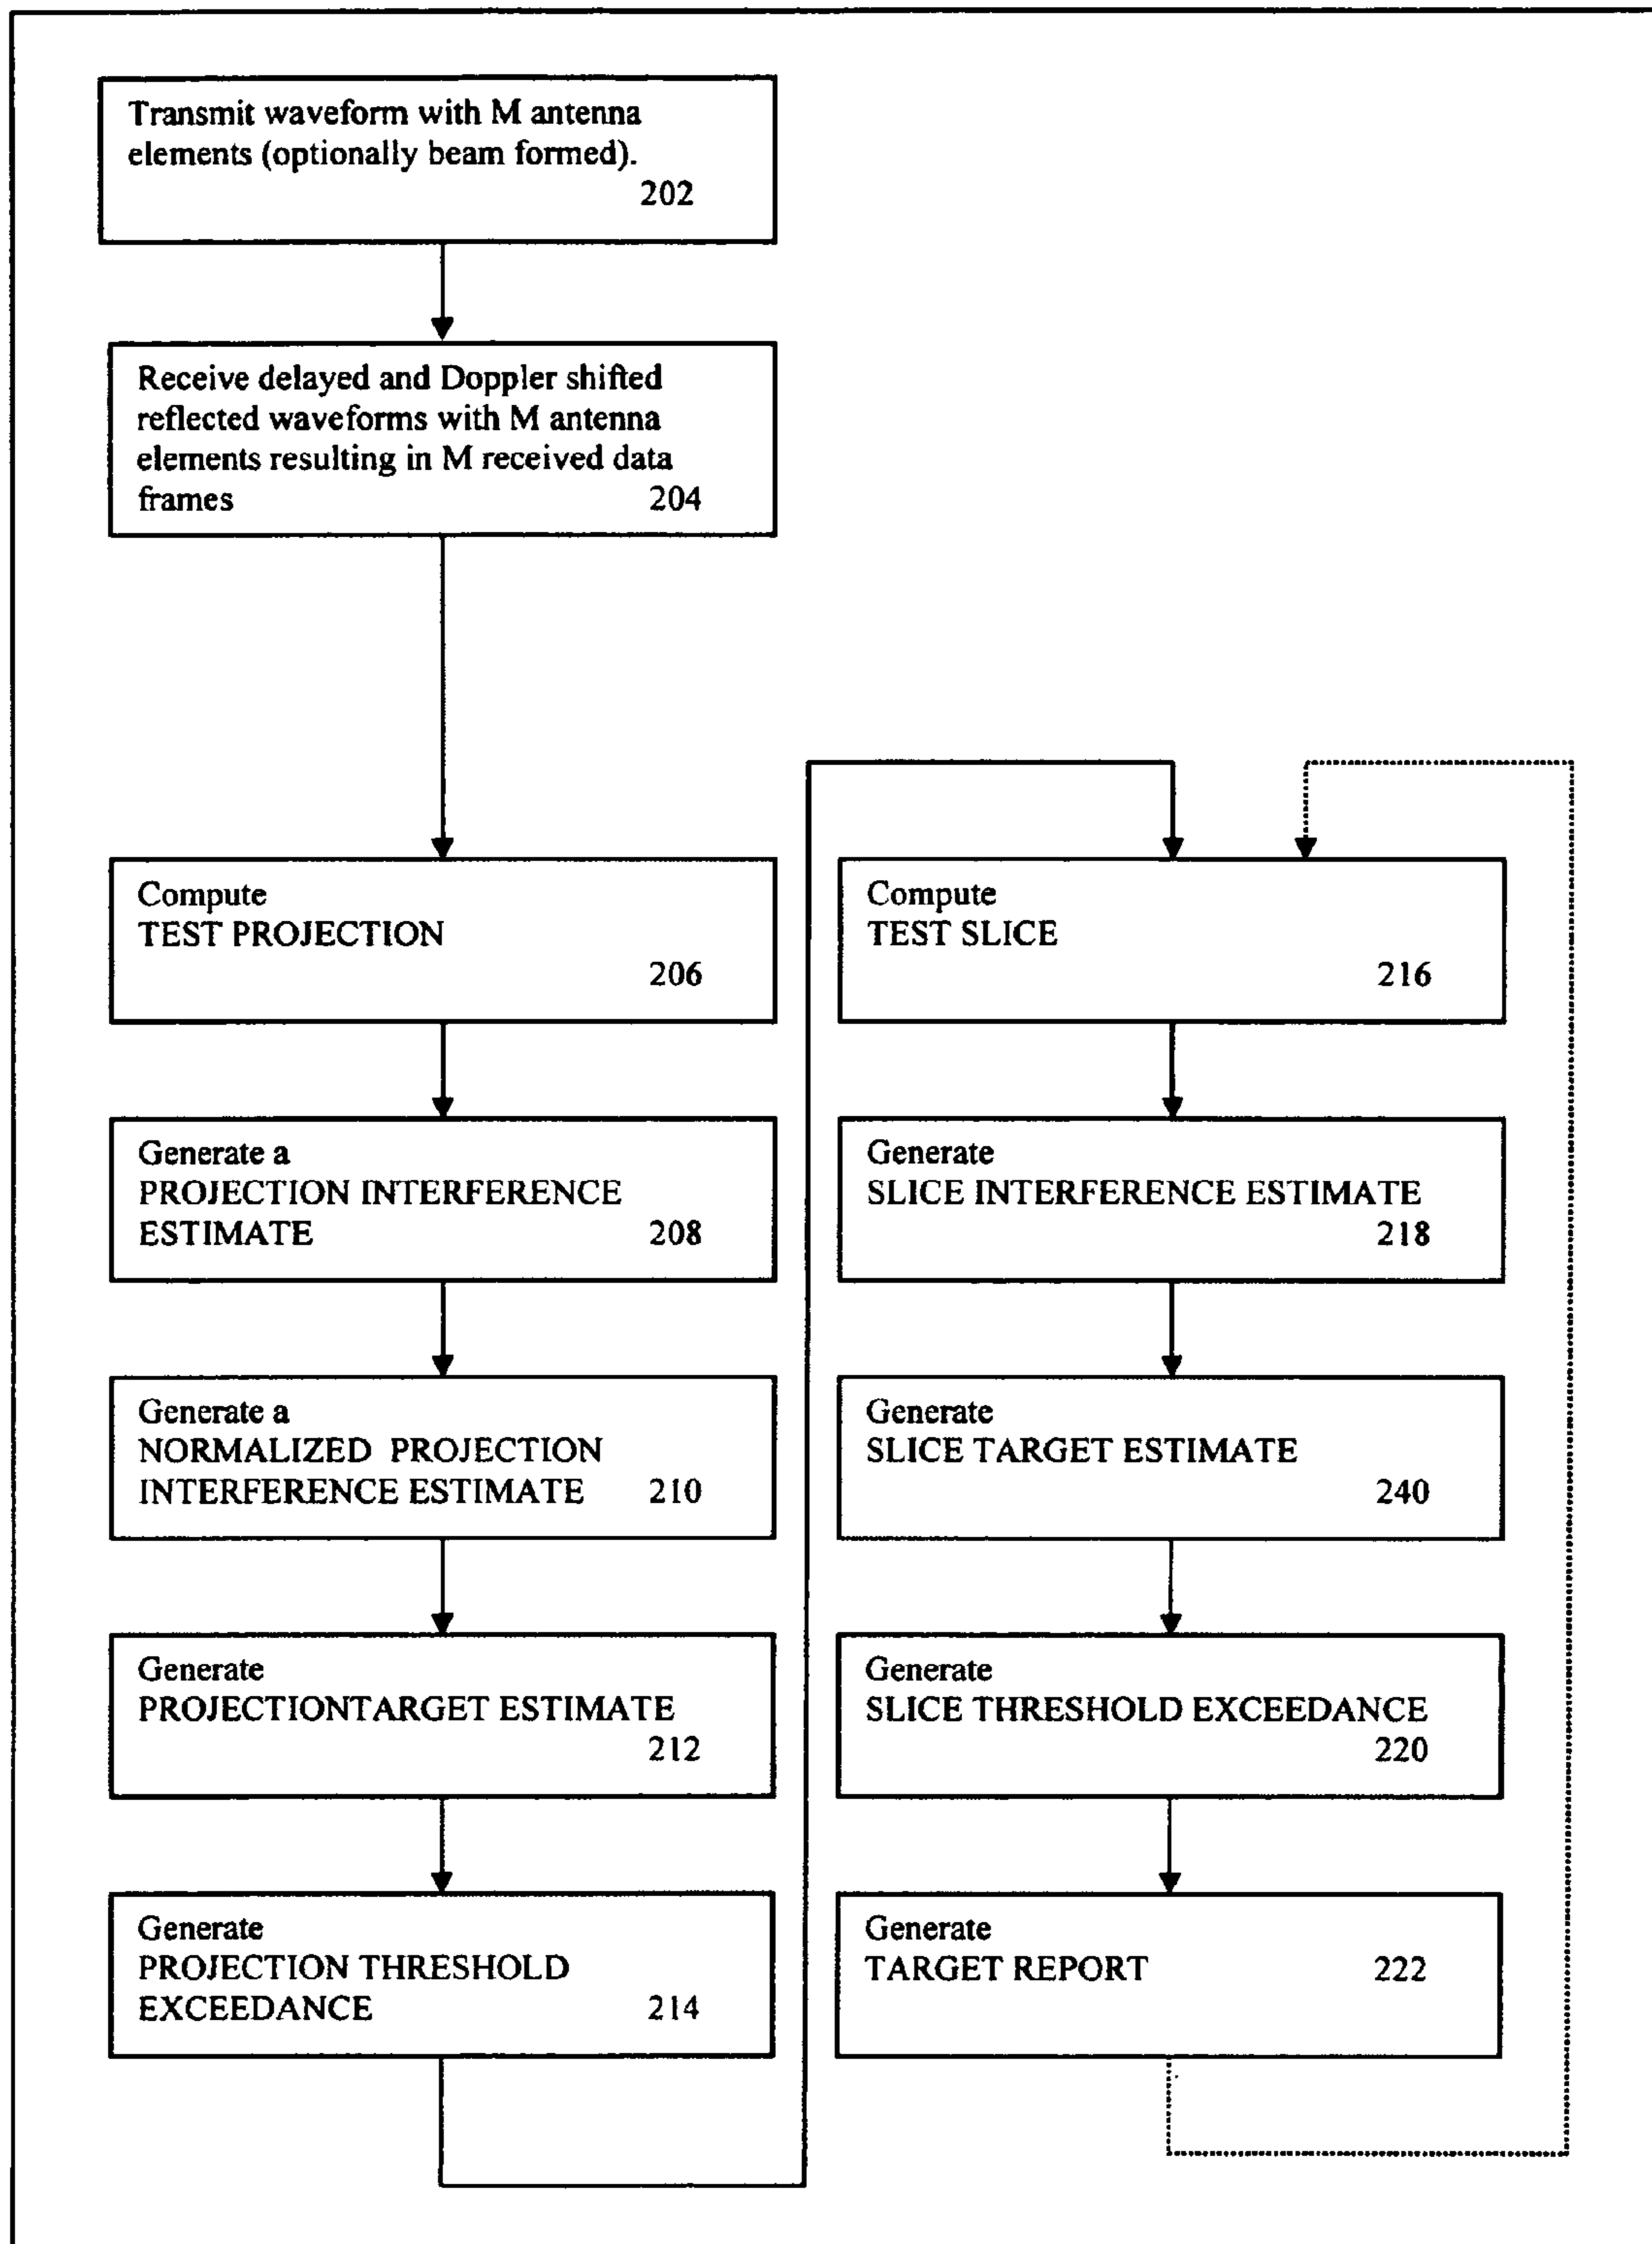 Transmit waveform with M antenna
elements (optionally beam formed).
202
Receive delayed and Doppler shifted
reflected waveforms with M antenna
elements resulting in M received data
frames 204
Compute
TEST PROJECTION
206
Generate a
PROJECTION INTERFERENCE
ESTIMATE 208
Generate a
NORMALIZED PROJECTION
INTERFERENCE ESTIMATE 210
Generate
PROJECTIONTARGET ESTIMATE
212
Generate
PROJECTION THRESHOLD
EXCEEDANCE 214
Compute
TEST SLICE
216
Generate
SLICE INTERFERENCE ESTIMATE
218
Generate
SLICE TARGET ESTIMATE
240
Generate
SLICE THRESHOLD EXCEEDANCE
220
Generate
TARGET REPORT 222